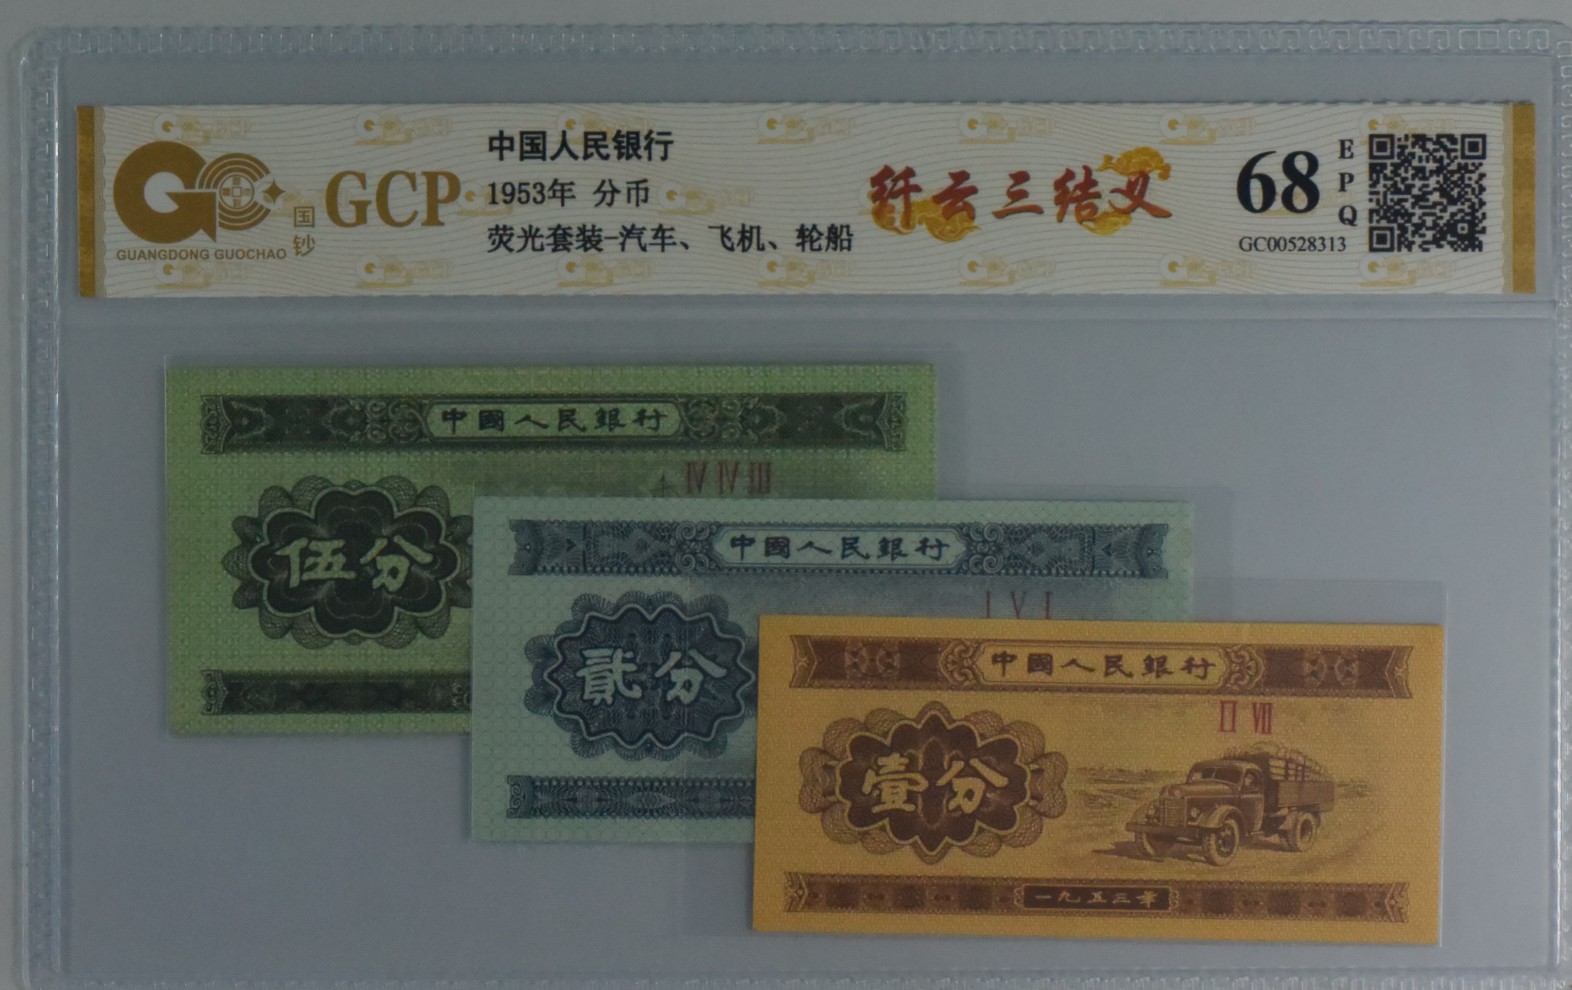 GUANGDONG GUOCHAO
国钞
GCP
中国人民银行
1953年 分币
荧光套装-汽车、飞机、轮船
纤云三结义
68
EPQ
GC00528313
中國人民銀行
IV IV III
伍分
中國人民銀行
I V I
貳分
中國人民銀行
II VII
壹分
一九五三年